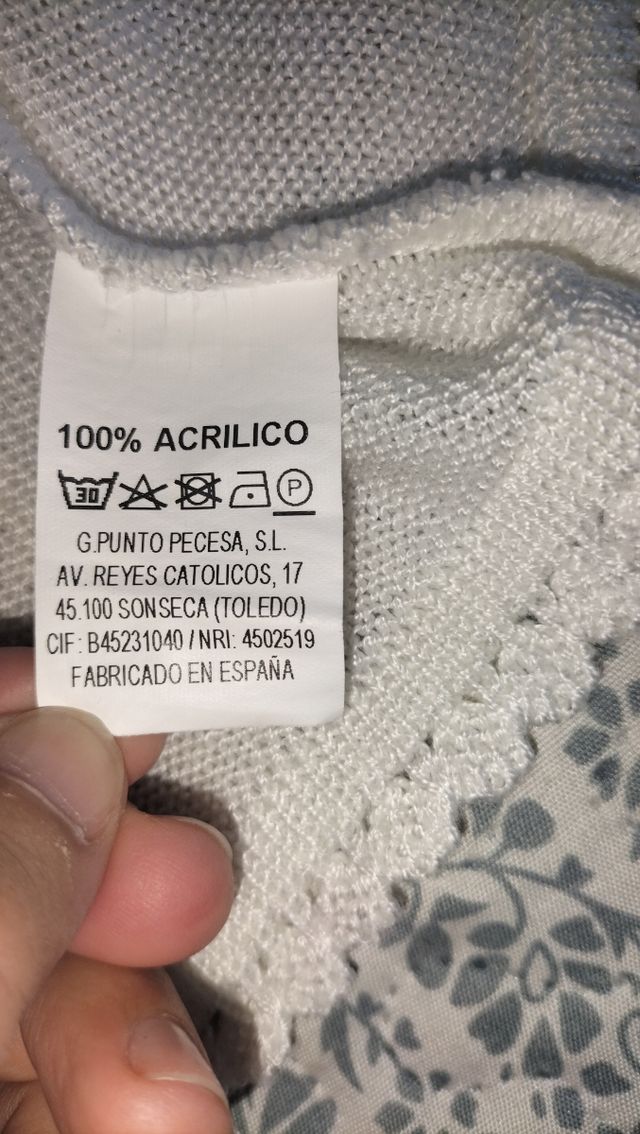 100% ACRILICO
30 P
G.PUNTO PECESA, S.L.
AV. REYES CATOLICOS, 17
45.100 SONSECA (TOLEDO)
CIF: B45231040 / NRI: 4502519
FABRICADO EN ESPAÑA